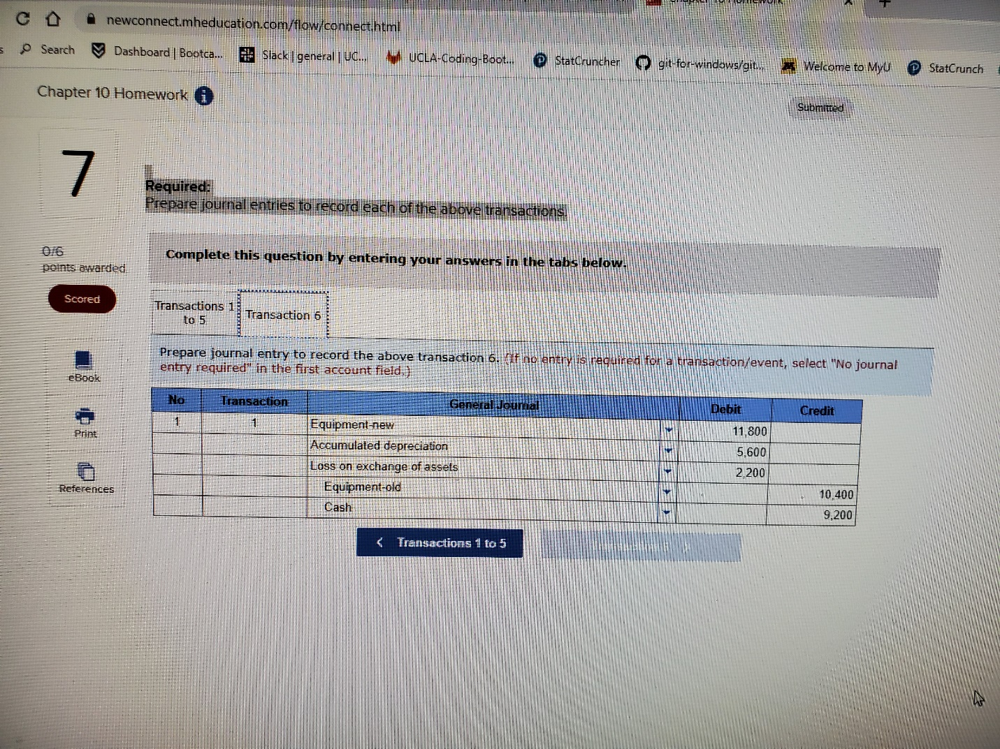 newconnect.mheducation.com/flow/connect.html
s Search Dashboard | Bootca... Slack | general | UC... UCLA-Coding-Boot... StatCruncher git-for-windows/git... Welcome to MyU StatCrunch
Chapter 10 Homework i
Submitted
7
Required:
Prepare journal entries to record each of the above transactions.
0/6
points awarded
Scored
Complete this question by entering your answers in the tabs below.
Transactions 1
to 5
Transaction 6
eBook
Print
References
Prepare journal entry to record the above transaction 6. (If no entry is required for a transaction/event, select "No journal
entry required" in the first account field.)
No Transaction General Journal Debit Credit
1 1 Equipment-new 11,800
Accumulated depreciation 5,600
Loss on exchange of assets 2,200
Equipment-old 10,400
Cash 9,200
< Transactions 1 to 5